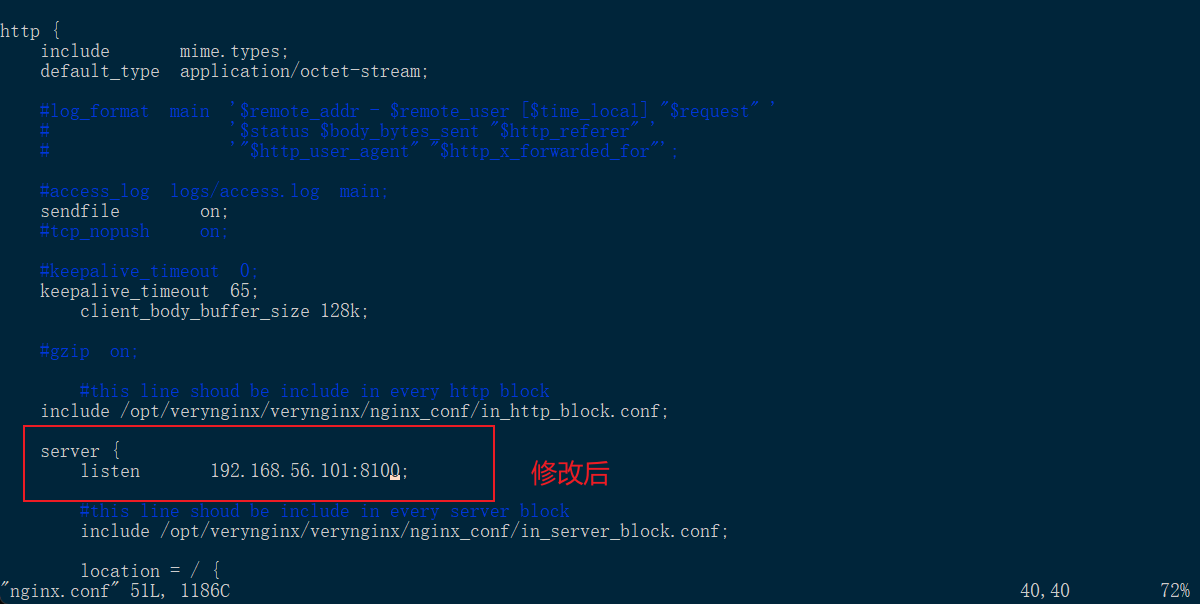 http {
    include       mime.types;
    default_type  application/octet-stream;
    #log_format  main  '$remote_addr - $remote_user [$time_local] "$request" '
    #                  '$status $body_bytes_sent "$http_referer" '
    #                  '"$http_user_agent" "$http_x_forwarded_for"';
    #access_log  logs/access.log  main;
    sendfile        on;
    #tcp_nopush     on;
    #keepalive_timeout  0;
    keepalive_timeout  65;
        client_body_buffer_size 128k;
    #gzip  on;
        #this line shoud be include in every http block
    include /opt/verynginx/verynginx/nginx_conf/in_http_block.conf;
    server {
        listen       192.168.56.101:8100;
修改后
        #this line shoud be include in every server block
        include /opt/verynginx/verynginx/nginx_conf/in_server_block.conf;
        location = / {
"nginx.conf" 51L, 1186C                                                                               40,40         72%